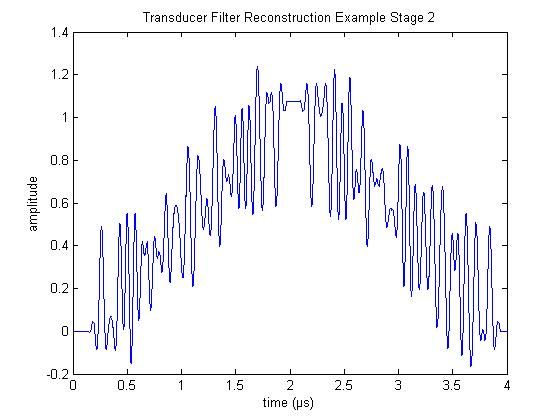 Transducer Filter Reconstruction Example Stage 2
1.4
1.2
1
0.8
0.6
0.4
0.2
0
-0.2
amplitude
0 0.5 1 1.5 2 2.5 3 3.5 4
time (µs)